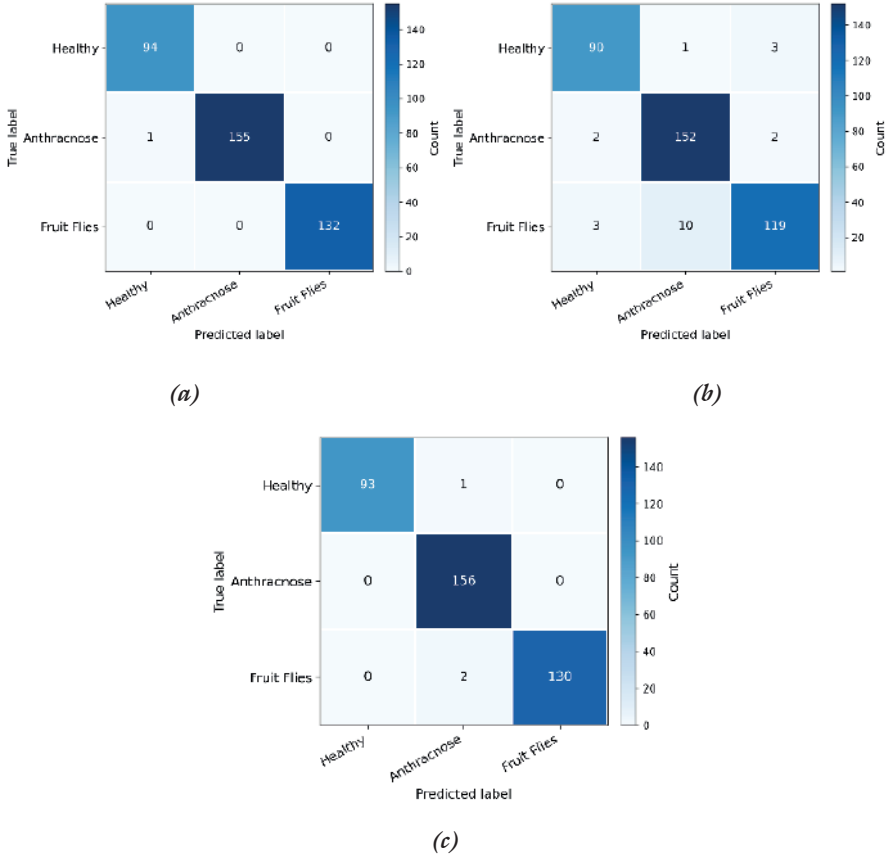 Healthy 94 0 0
Anthracnose 1 155 0
Fruit Flies 0 0 132
True label
Healthy Anthracnose Fruit Flies
Predicted label
140
120
100
80
60
40
20
0
Count
(a)
Healthy 90 1 3
Anthracnose 2 152 2
Fruit Flies 3 10 119
True label
Healthy Anthracnose Fruit Flies
Predicted label
140
120
100
80
60
40
20
Count
(b)
Healthy 93 1 0
Anthracnose 0 156 0
Fruit Flies 0 2 130
True label
Healthy Anthracnose Fruit Flies
Predicted label
140
120
100
80
60
40
20
0
Count
(c)